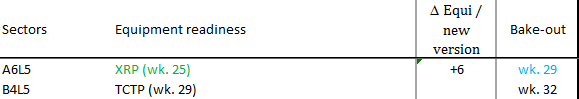 Sectors Equipment readiness Δ Equi / new version Bake-out
A6L5 XRP (wk. 25) +6 wk. 29
B4L5 TCTP (wk. 29) wk. 32